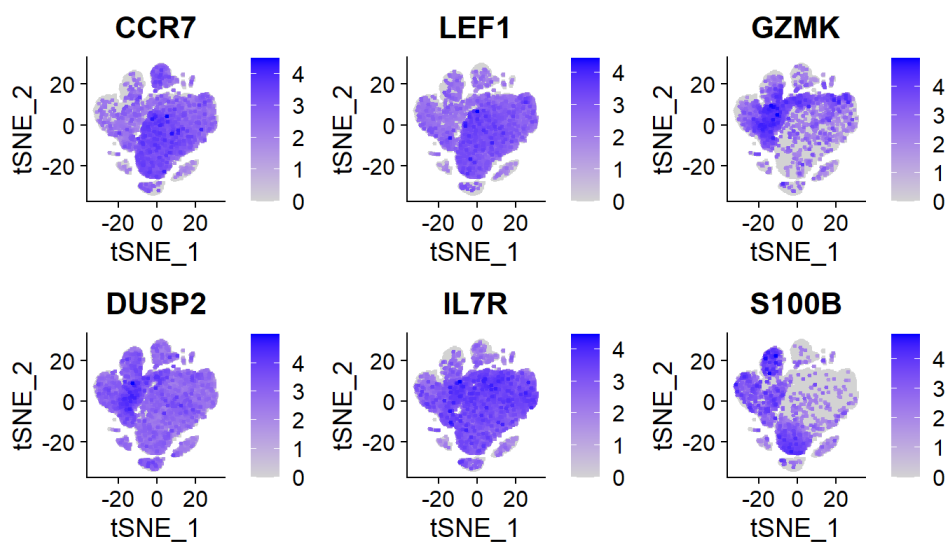 CCR7 LEF1 GZMK
tSNE_2 20 0 -20 4 3 2 1 0 tSNE_2 20 0 -20 4 3 2 1 0 tSNE_2 20 0 -20 4 3 2 1 0
-20 0 20 -20 0 20 -20 0 20
tSNE_1 tSNE_1 tSNE_1
DUSP2 IL7R S100B
tSNE_2 20 0 -20 4 3 2 1 0 tSNE_2 20 0 -20 4 3 2 1 0 tSNE_2 20 0 -20 4 3 2 1 0
-20 0 20 -20 0 20 -20 0 20
tSNE_1 tSNE_1 tSNE_1